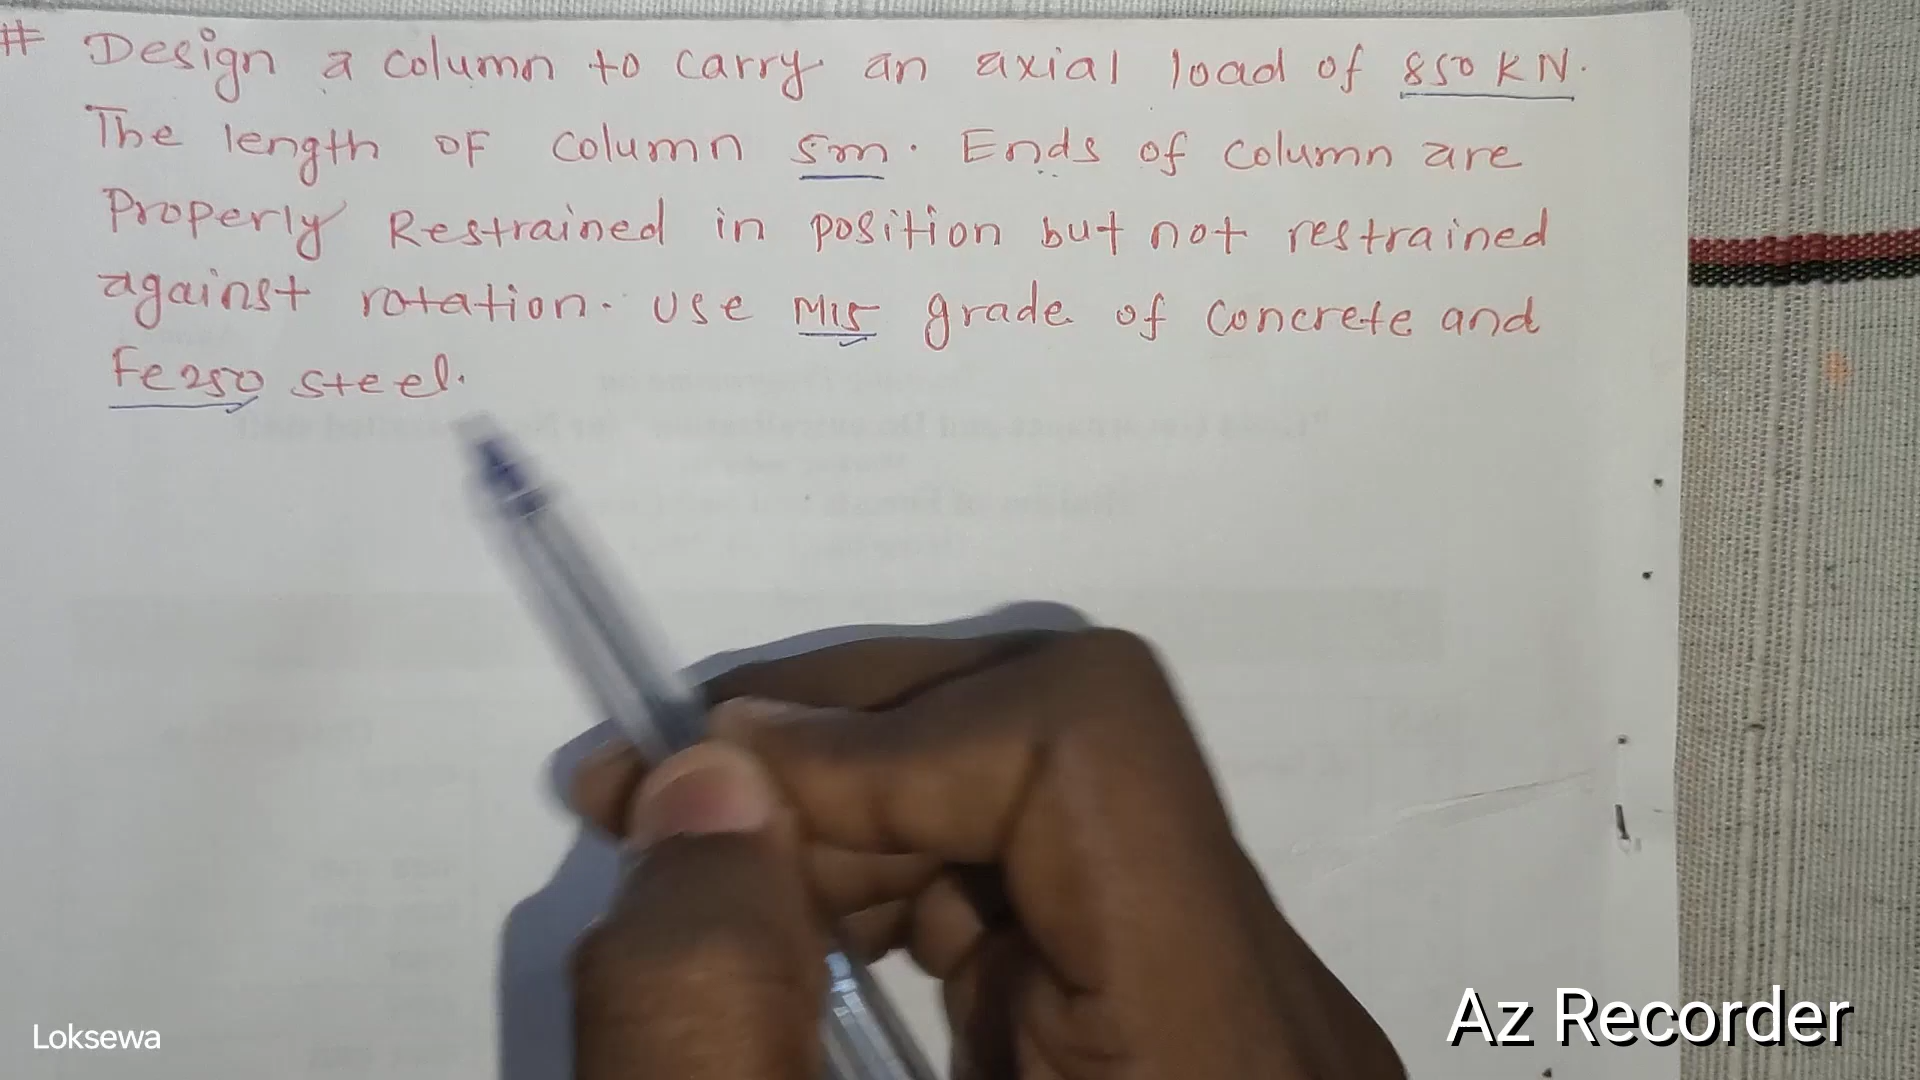 # Design a column to carry an axial load of 850 KN.
The length of column 5m. Ends of column are
Properly Restrained in position but not restrained
against rotation. Use M15 grade of concrete and
Fe250 steel.
Loksewa
Az Recorder